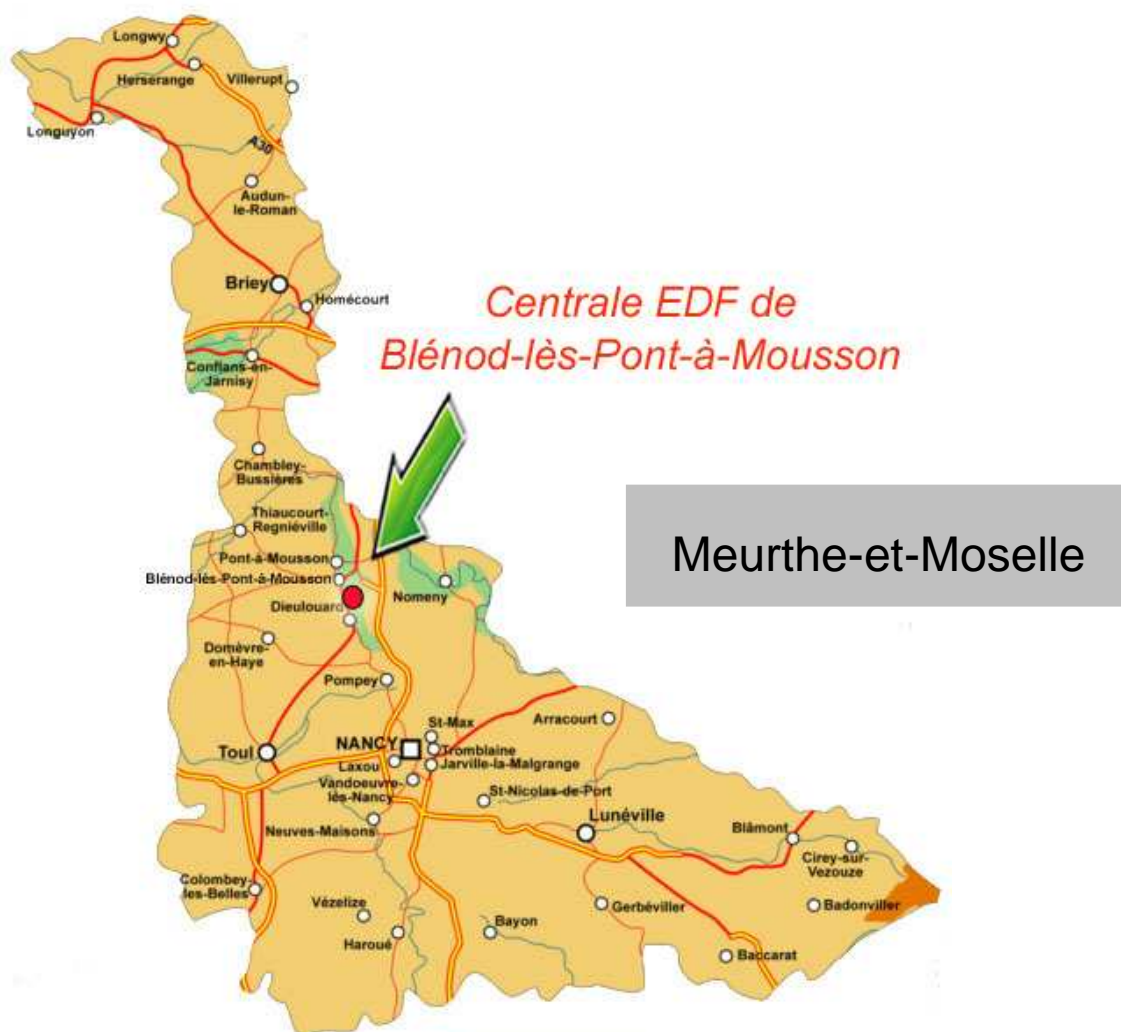 Longwy
Herserange
Villerupt
Longuyon
A30
Audun-
le-Roman
Briey
Homécourt
Centrale EDF de
Blénod-lès-Pont-à-Mousson
Conflans-en-
Jarnisy
Chambley-
Bussières
Thiaucourt-
Regniéville
Meurthe-et-Moselle
Pont-à-Mousson
Blénod-lès-Pont-à-Mousson
Nomeny
Dieulouard
Domèvre-
en-Haye
Pompey
St-Max
Arracourt
Toul
NANCY
Tromblaine
Laxou
Jarville-la-Malgrange
Vandoeuvre-
lès-Nancy
St-Nicolas-de-Port
Lunéville
Neuves-Maisons
Blâmont
Cirey-sur-
Vezouze
Colombey-
les-Belles
Vézelize
Gerbéviller
Badonviller
Bayon
Haroué
Baccarat